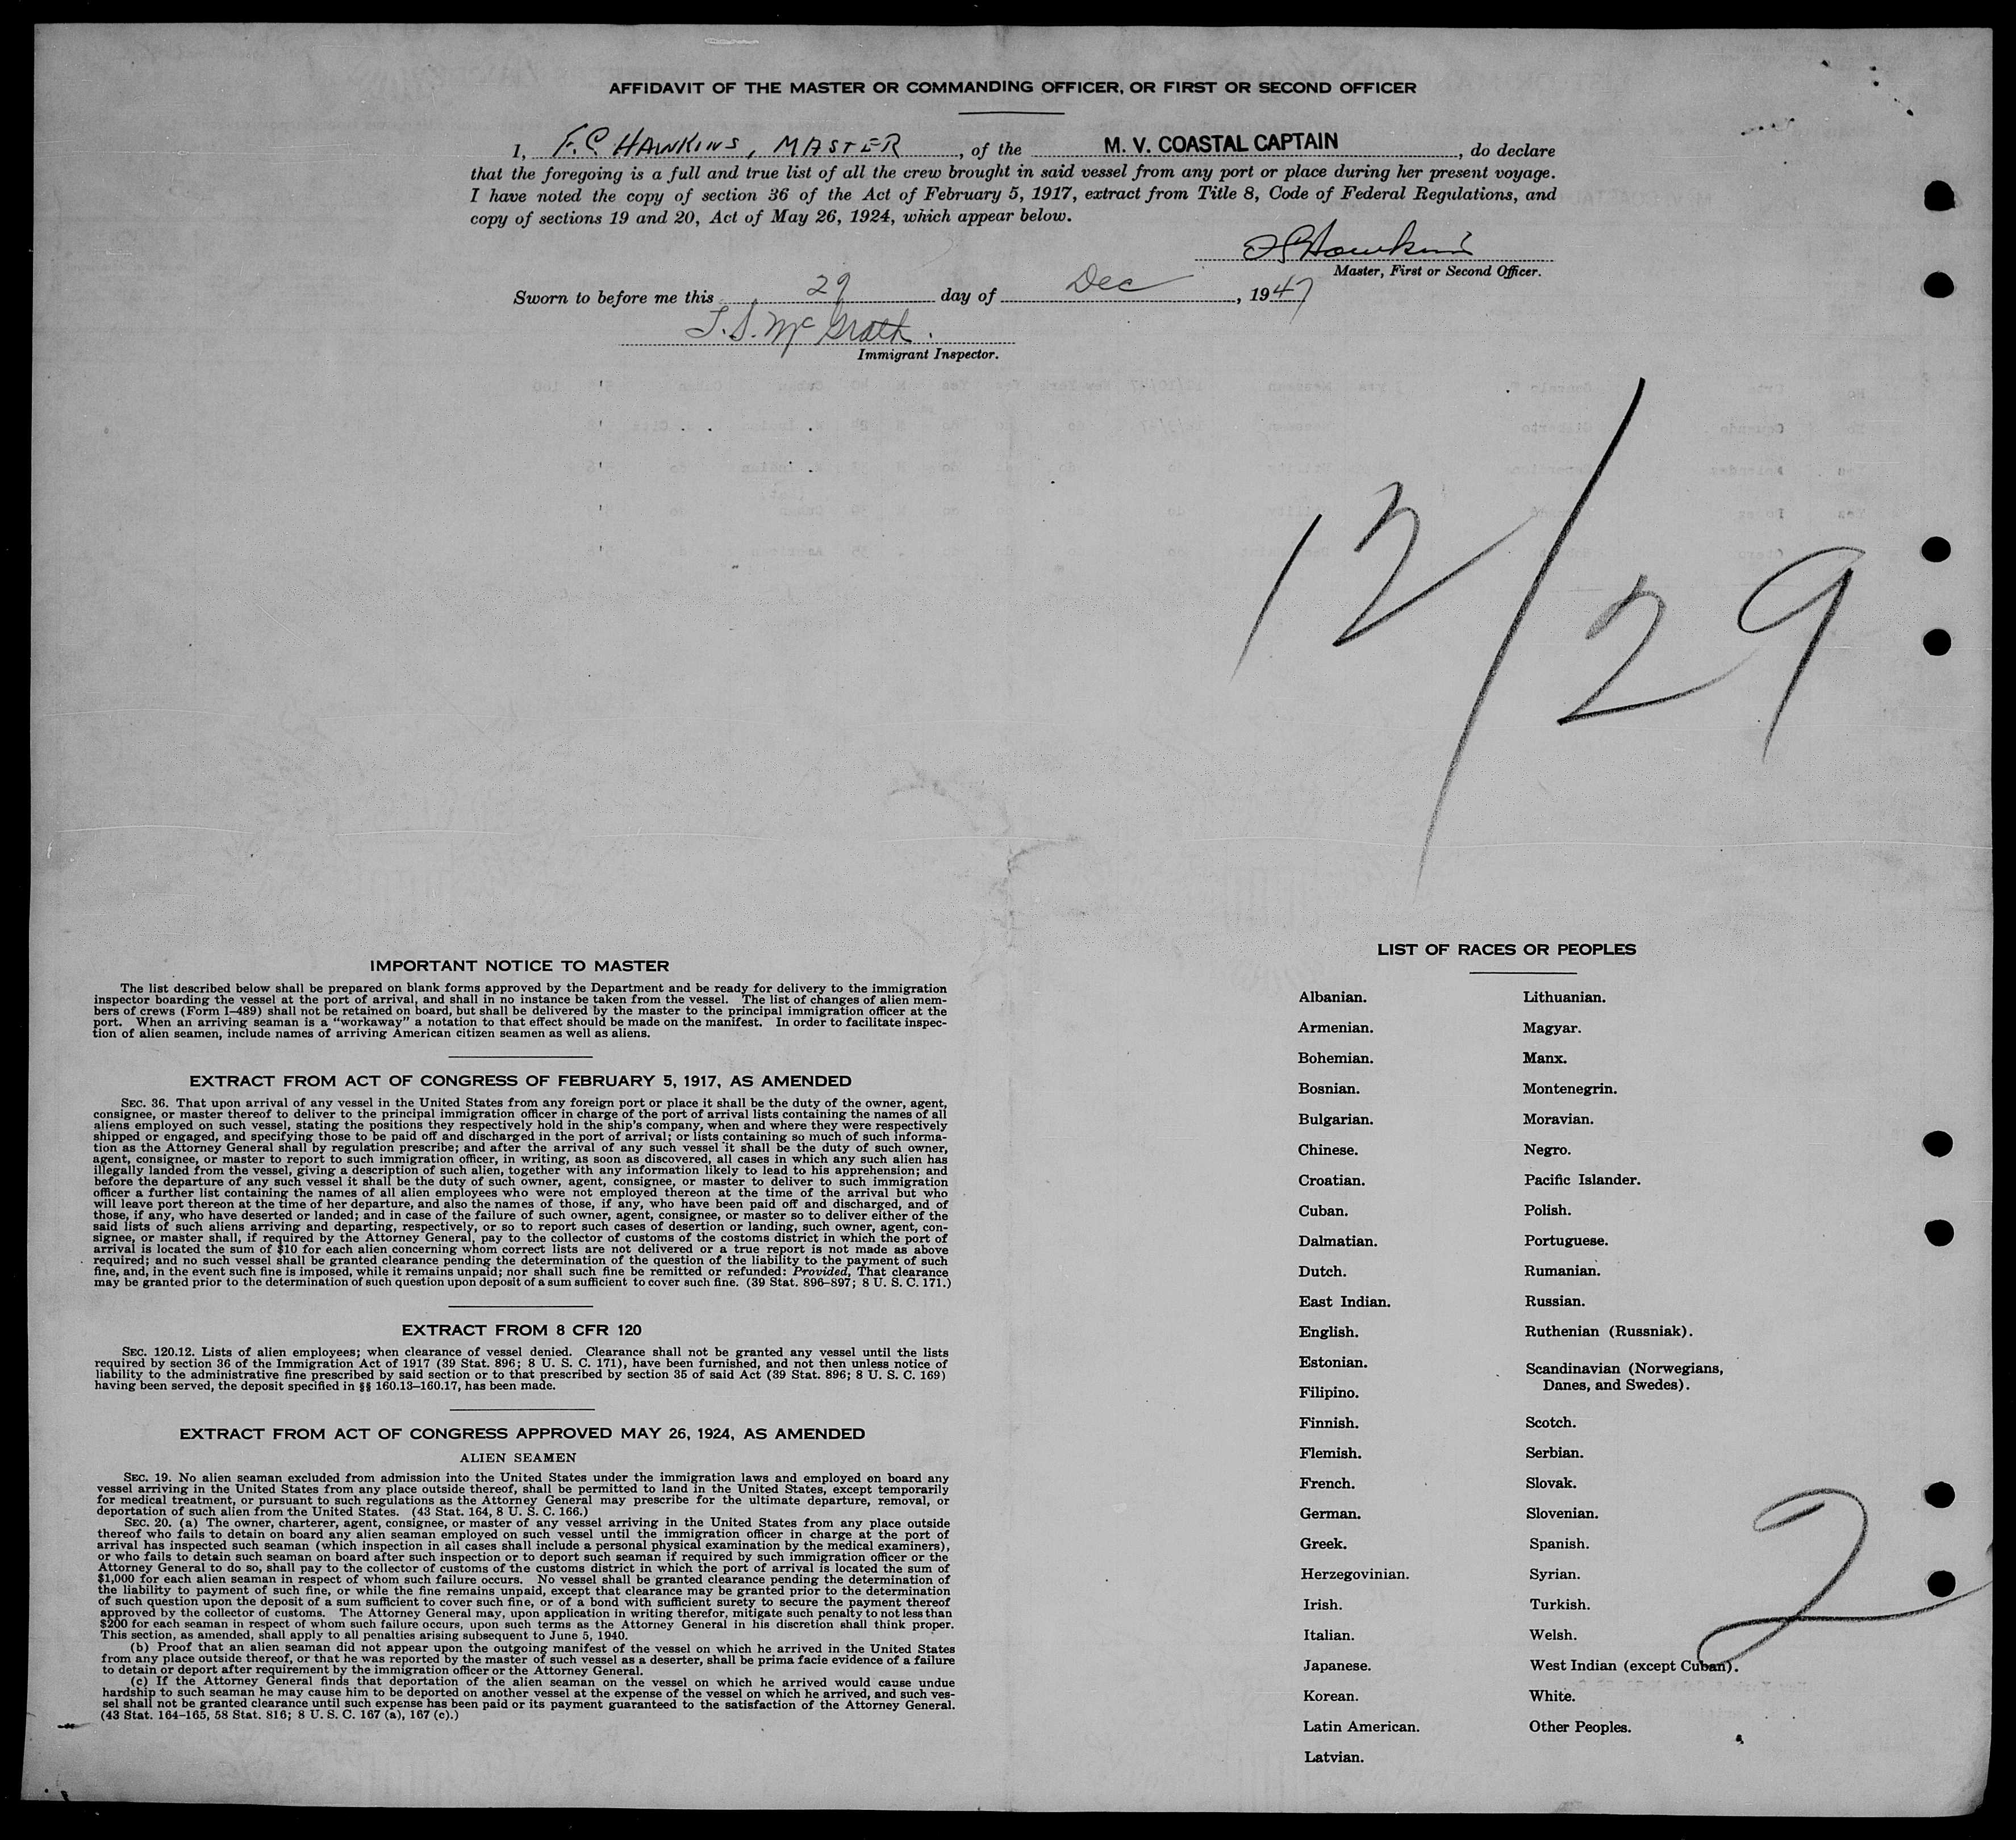 AFFIDAVIT OF THE MASTER OR COMMANDING OFFICER, OR FIRST OR SECOND OFFICER
I, F.C. HAWKINS, MASTER, of the M. V. COASTAL CAPTAIN, do declare
that the foregoing is a full and true list of all the crew brought in said vessel from any port or place during her present voyage.
I have noted the copy of section 36 of the Act of February 5, 1917, extract from Title 8, Code of Federal Regulations, and
copy of sections 19 and 20, Act of May 26, 1924, which appear below.
F C Hawkins
Master, First or Second Officer.
Sworn to before me this 29 day of Dec, 1947
T. S. McGrath.
Immigrant Inspector.
12/29
IMPORTANT NOTICE TO MASTER
The list described below shall be prepared on blank forms approved by the Department and be ready for delivery to the immigration
inspector boarding the vessel at the port of arrival, and shall in no instance be taken from the vessel. The list of changes of alien mem-
bers of crews (Form I-489) shall not be retained on board, but shall be delivered by the master to the principal immigration officer at the
port. When an arriving seaman is a "workaway" a notation to that effect should be made on the manifest. In order to facilitate inspec-
tion of alien seamen, include names of arriving American citizen seamen as well as aliens.
EXTRACT FROM ACT OF CONGRESS OF FEBRUARY 5, 1917, AS AMENDED
SEC. 36. That upon arrival of any vessel in the United States from any foreign port or place it shall be the duty of the owner, agent,
consignee, or master thereof to deliver to the principal immigration officer in charge of the port of arrival lists containing the names of all
aliens employed on such vessel, stating the positions they respectively hold in the ship's company, when and where they were respectively
shipped or engaged, and specifying those to be paid off and discharged in the port of arrival; or lists containing so much of such informa-
tion as the Attorney General shall by regulation prescribe; and after the arrival of any such vessel it shall be the duty of such owner,
agent, consignee, or master to report to such immigration officer, in writing, as soon as discovered, all cases in which any such alien has
illegally landed from the vessel, giving a description of such alien, together with any information likely to lead to his apprehension; and
before the departure of any such vessel it shall be the duty of such owner, agent, consignee, or master to deliver to such immigration
officer a further list containing the names of all alien employees who were not employed thereon at the time of the arrival but who
will leave port thereon at the time of her departure, and also the names of those, if any, who have been paid off and discharged, and of
those, if any, who have deserted or landed; and in case of the failure of such owner, agent, consignee, or master so to deliver either of the
said lists of such aliens arriving and departing, respectively, or so to report such cases of desertion or landing, such owner, agent, con-
signee, or master shall, if required by the Attorney General, pay to the collector of customs of the costoms district in which the port of
arrival is located the sum of $10 for each alien concerning whom correct lists are not delivered or a true report is not made as above
required; and no such vessel shall be granted clearance pending the determination of the question of the liability to the payment of such
fine, and, in the event such fine is imposed, while it remains unpaid; nor shall such fine be remitted or refunded: Provided, That clearance
may be granted prior to the determination of such question upon deposit of a sum sufficient to cover such fine. (39 Stat. 896-897; 8 U. S. C. 171.)
EXTRACT FROM 8 CFR 120
SEC. 120.12. Lists of alien employees; when clearance of vessel denied. Clearance shall not be granted any vessel until the lists
required by section 36 of the Immigration Act of 1917 (39 Stat. 896; 8 U. S. C. 171), have been furnished, and not then unless notice of
liability to the administrative fine prescribed by said section or to that prescribed by section 35 of said Act (39 Stat. 896; 8 U. S. C. 169)
having been served, the deposit specified in §§ 160.13-160.17, has been made.
EXTRACT FROM ACT OF CONGRESS APPROVED MAY 26, 1924, AS AMENDED
ALIEN SEAMEN
SEC. 19. No alien seaman excluded from admission into the United States under the immigration laws and employed on board any
vessel arriving in the United States from any place outside thereof, shall be permitted to land in the United States, except temporarily
for medical treatment, or pursuant to such regulations as the Attorney General may prescribe for the ultimate departure, removal, or
deportation of such alien from the United States. (43 Stat. 164, 8 U. S. C. 166.)
SEC. 20. (a) The owner, charterer, agent, consignee, or master of any vessel arriving in the United States from any place outside
thereof who fails to detain on board any alien seaman employed on such vessel until the immigration officer in charge at the port of
arrival has inspected such seaman (which inspection in all cases shall include a personal physical examination by the medical examiners),
or who fails to detain such seaman on board after such inspection or to deport such seaman if required by such immigration officer or the
Attorney General to do so, shall pay to the collector of customs of the customs district in which the port of arrival is located the sum of
$1,000 for each alien seaman in respect of whom such failure occurs. No vessel shall be granted clearance pending the determination of
the liability to payment of such fine, or while the fine remains unpaid, except that clearance may be granted prior to the determination
of such question upon the deposit of a sum sufficient to cover such fine, or of a bond with sufficient surety to secure the payment thereof
approved by the collector of customs. The Attorney General may, upon application in writing therefor, mitigate such penalty to not less than
$200 for each seaman in respect of whom such failure occurs, upon such terms as the Attorney General in his discretion shall think proper.
This section, as amended, shall apply to all penalties arising subsequent to June 5, 1940.
(b) Proof that an alien seaman did not appear upon the outgoing manifest of the vessel on which he arrived in the United States
from any place outside thereof, or that he was reported by the master of such vessel as a deserter, shall be prima facie evidence of a failure
to detain or deport after requirement by the immigration officer or the Attorney General.
(c) If the Attorney General finds that deportation of the alien seaman on the vessel on which he arrived would cause undue
hardship to such seaman he may cause him to be deported on another vessel at the expense of the vessel on which he arrived, and such ves-
sel shall not be granted clearance until such expense has been paid or its payment guaranteed to the satisfaction of the Attorney General.
(43 Stat. 164-165, 58 Stat. 816; 8 U. S. C. 167 (a), 167 (c).)
LIST OF RACES OR PEOPLES
Albanian.
Armenian.
Bohemian.
Bosnian.
Bulgarian.
Chinese.
Croatian.
Cuban.
Dalmatian.
Dutch.
East Indian.
English.
Estonian.
Filipino.
Finnish.
Flemish.
French.
German.
Greek.
Herzegovinian.
Irish.
Italian.
Japanese.
Korean.
Latin American.
Latvian.
Lithuanian.
Magyar.
Manx.
Montenegrin.
Moravian.
Negro.
Pacific Islander.
Polish.
Portuguese.
Rumanian.
Russian.
Ruthenian (Russniak).
Scandinavian (Norwegians,
Danes, and Swedes).
Scotch.
Serbian.
Slovak.
Slovenian.
Spanish.
Syrian.
Turkish.
Welsh.
West Indian (except Cuban).
White.
Other Peoples.
2